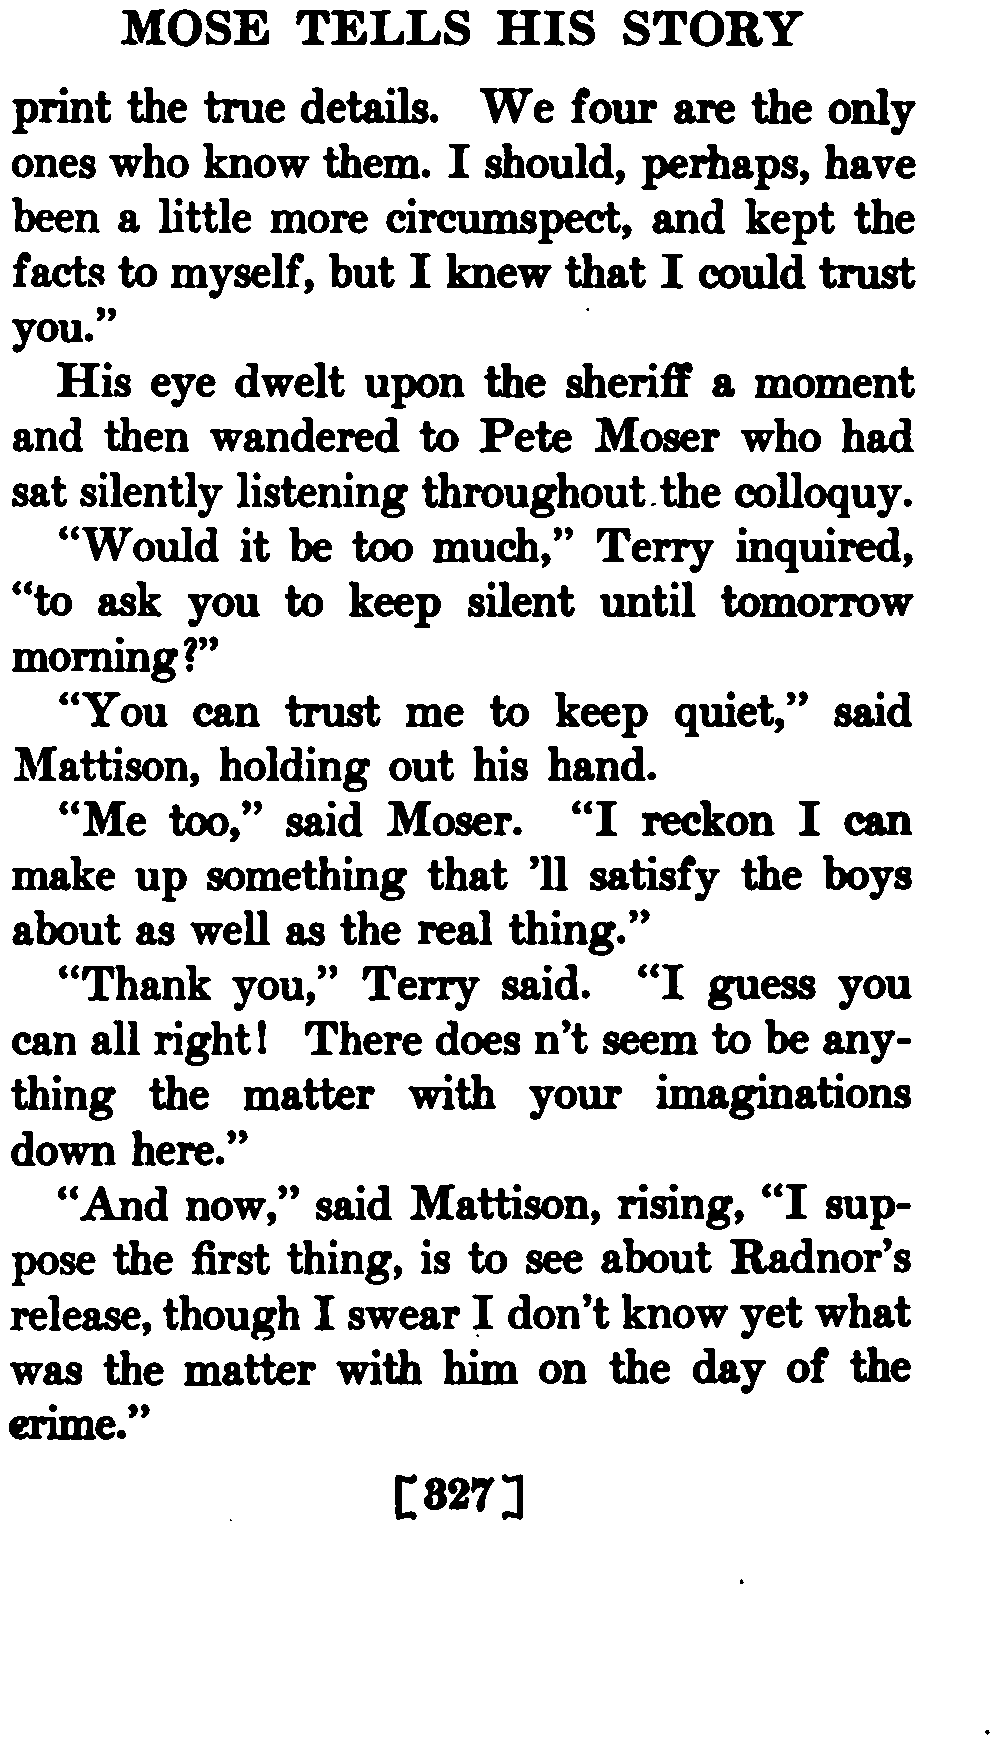 MOSE TELLS HIS STORY
print the true details. We four are the only
ones who know them. I should, perhaps, have
been a little more circumspect, and kept the
facts to myself, but I knew that I could trust
you.”
His eye dwelt upon the sheriff a moment
and then wandered to Pete Moser who had
sat silently listening throughout the colloquy.
“Would it be too much,” Terry inquired,
“to ask you to keep silent until tomorrow
morning?”
“You can trust me to keep quiet,” said
Mattison, holding out his hand.
“Me too,” said Moser. “I reckon I can
make up something that ’ll satisfy the boys
about as well as the real thing.”
“Thank you,” Terry said. “I guess you
can all right! There does n’t seem to be any-
thing the matter with your imaginations
down here.”
“And now,” said Mattison, rising, “I sup-
pose the first thing, is to see about Radnor’s
release, though I swear I don’t know yet what
was the matter with him on the day of the
crime.”
[327]